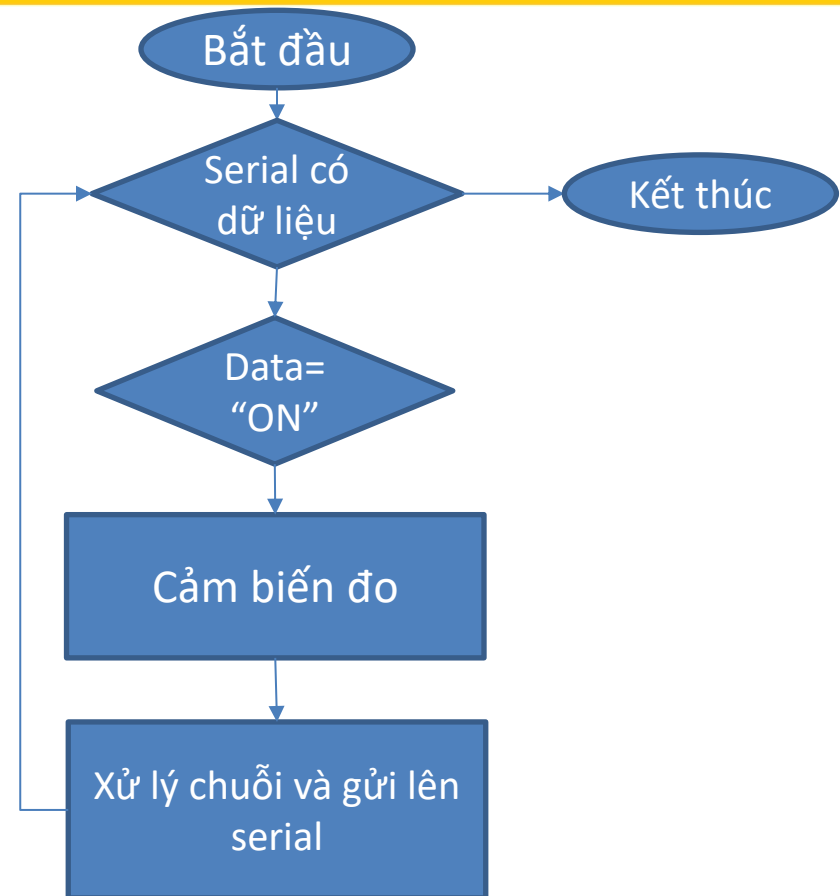 Bắt đầu
Serial có
dữ liệu
Kết thúc
Data=
“ON”
Cảm biến đo
Xử lý chuỗi và gửi lên
serial